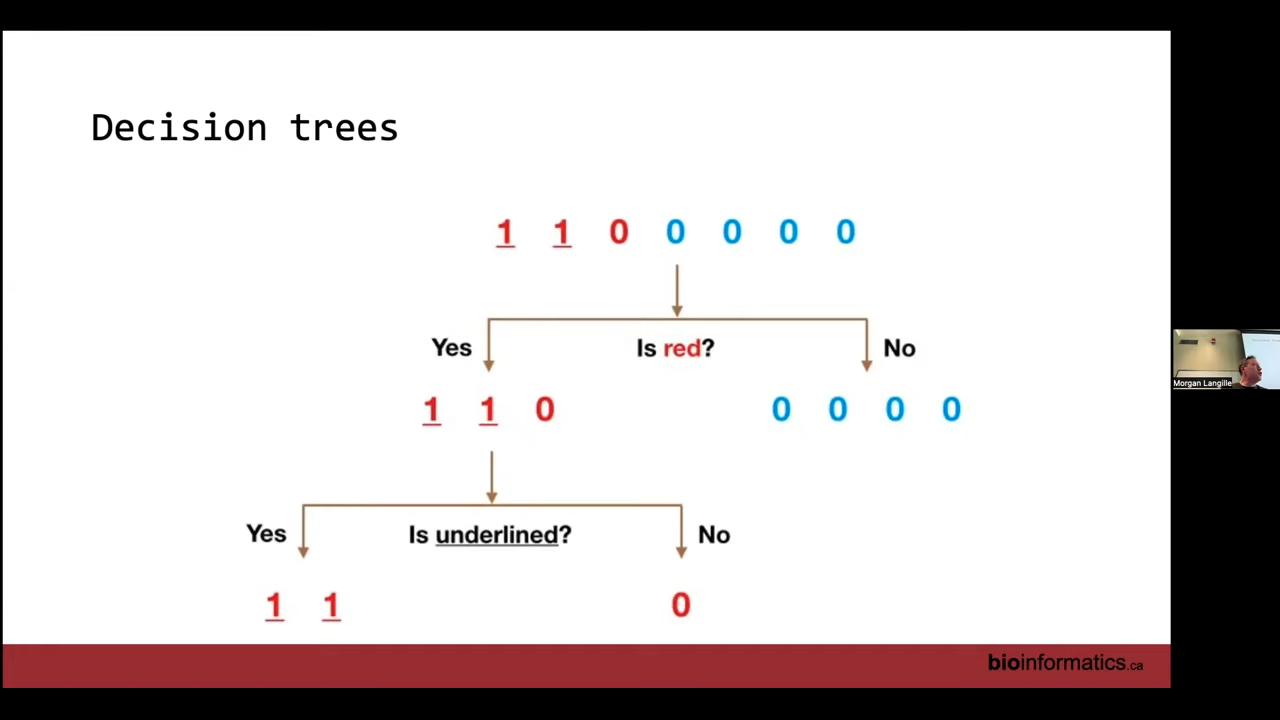 Decision trees
1 1 0 0 0 0 0
Yes Is red? No
1 1 0 0 0 0 0
Yes Is underlined? No
1 1 0
bioinformatics.ca
Morgan Langille